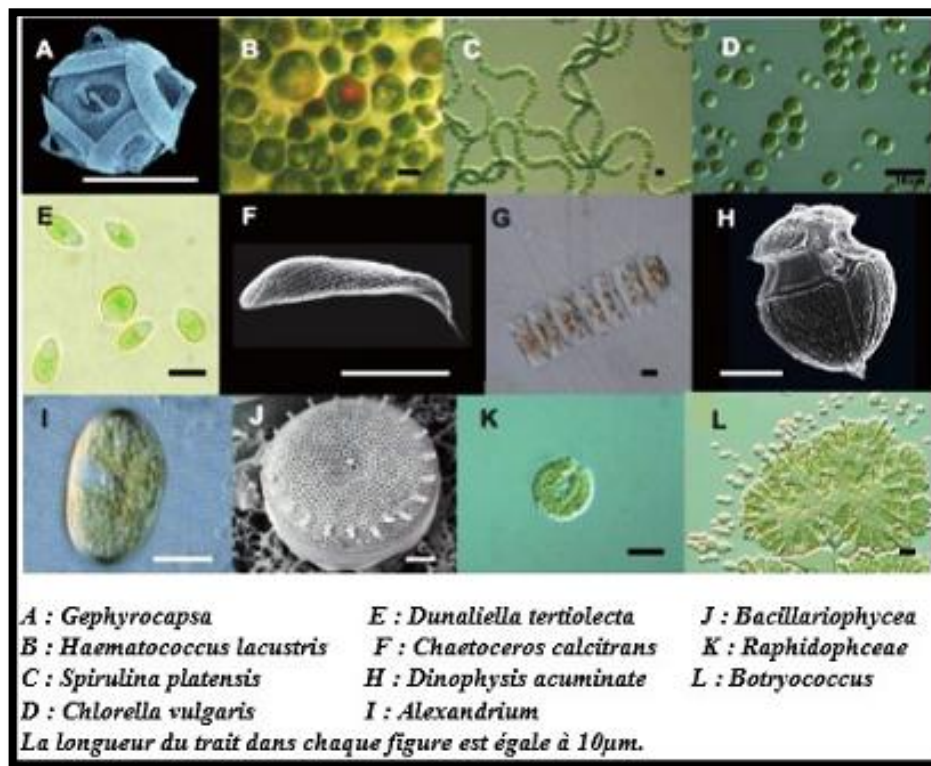 A B C D
E F G H
I J K L
A : Gephyrocapsa E : Dunaliella tertiolecta J : Bacillariophycea
B : Haematococcus lacustris F : Chaetoceros calcitrans K : Raphidophceae
C : Spirulina platensis H : Dinophysis acuminate L : Botryococcus
D : Chlorella vulgaris I : Alexandrium
La longueur du trait dans chaque figure est égale à 10µm.